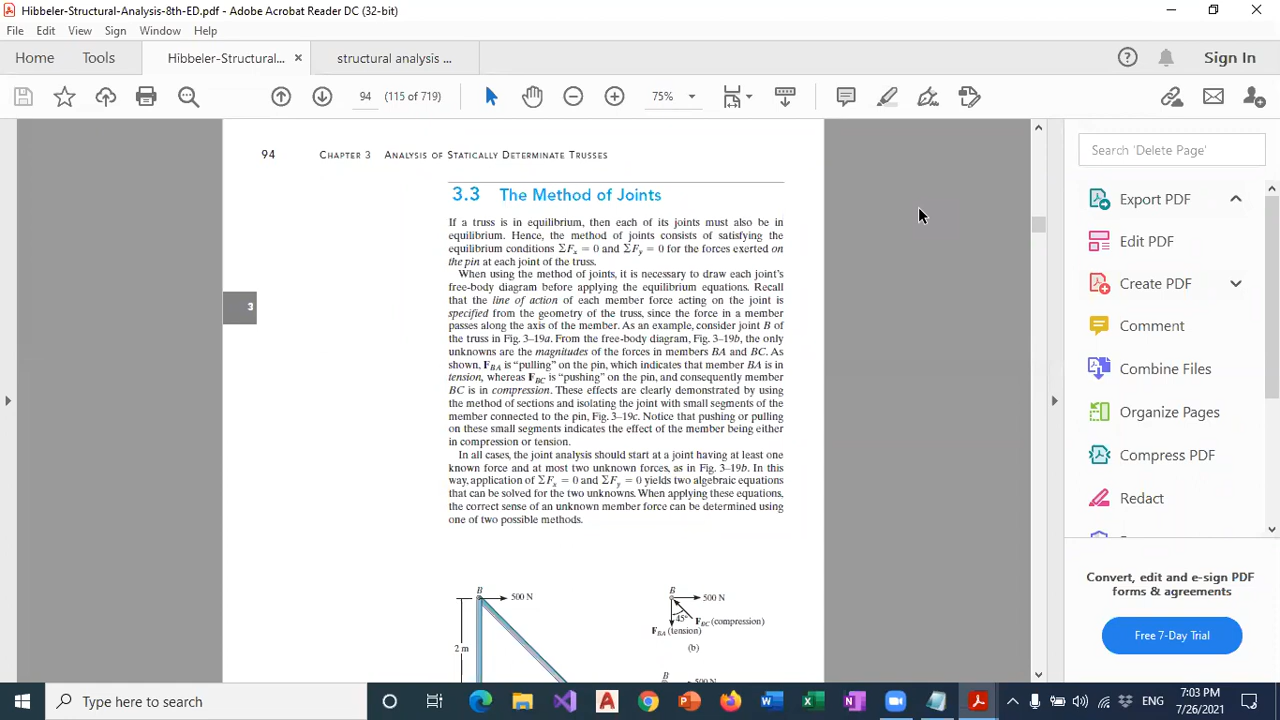 Hibbeler-Structural-Analysis-8th-ED.pdf - Adobe Acrobat Reader DC (32-bit)
File Edit View Sign Window Help
Home Tools Hibbeler-Structural... × structural analysis ...
Sign In
94 (115 of 719) 75%
94 CHAPTER 3 ANALYSIS OF STATICALLY DETERMINATE TRUSSES
3.3 The Method of Joints
If a truss is in equilibrium, then each of its joints must also be in
equilibrium. Hence, the method of joints consists of satisfying the
equilibrium conditions ΣFx = 0 and ΣFy = 0 for the forces exerted on
the pin at each joint of the truss.
When using the method of joints, it is necessary to draw each joint's
free-body diagram before applying the equilibrium equations. Recall
that the line of action of each member force acting on the joint is
specified from the geometry of the truss, since the force in a member
passes along the axis of the member. As an example, consider joint B of
the truss in Fig. 3–19a. From the free-body diagram, Fig. 3–19b, the only
unknowns are the magnitudes of the forces in members BA and BC. As
shown, FBA is "pulling" on the pin, which indicates that member BA is in
tension, whereas FBC is "pushing" on the pin, and consequently member
BC is in compression. These effects are clearly demonstrated by using
the method of sections and isolating the joint with small segments of the
member connected to the pin, Fig. 3–19c. Notice that pushing or pulling
on these small segments indicates the effect of the member being either
in compression or tension.
In all cases, the joint analysis should start at a joint having at least one
known force and at most two unknown forces, as in Fig. 3–19b. In this
way, application of ΣFx = 0 and ΣFy = 0 yields two algebraic equations
that can be solved for the two unknowns. When applying these equations,
the correct sense of an unknown member force can be determined using
one of two possible methods.
3
B
500 N
2 m
B
500 N
45°
FBC (compression)
FBA (tension)
(b)
B
500 N
Search 'Delete Page'
Export PDF
Edit PDF
Create PDF
Comment
Combine Files
Organize Pages
Compress PDF
Redact
Convert, edit and e-sign PDF
forms & agreements
Free 7-Day Trial
Type here to search
ENG
7:03 PM
7/26/2021